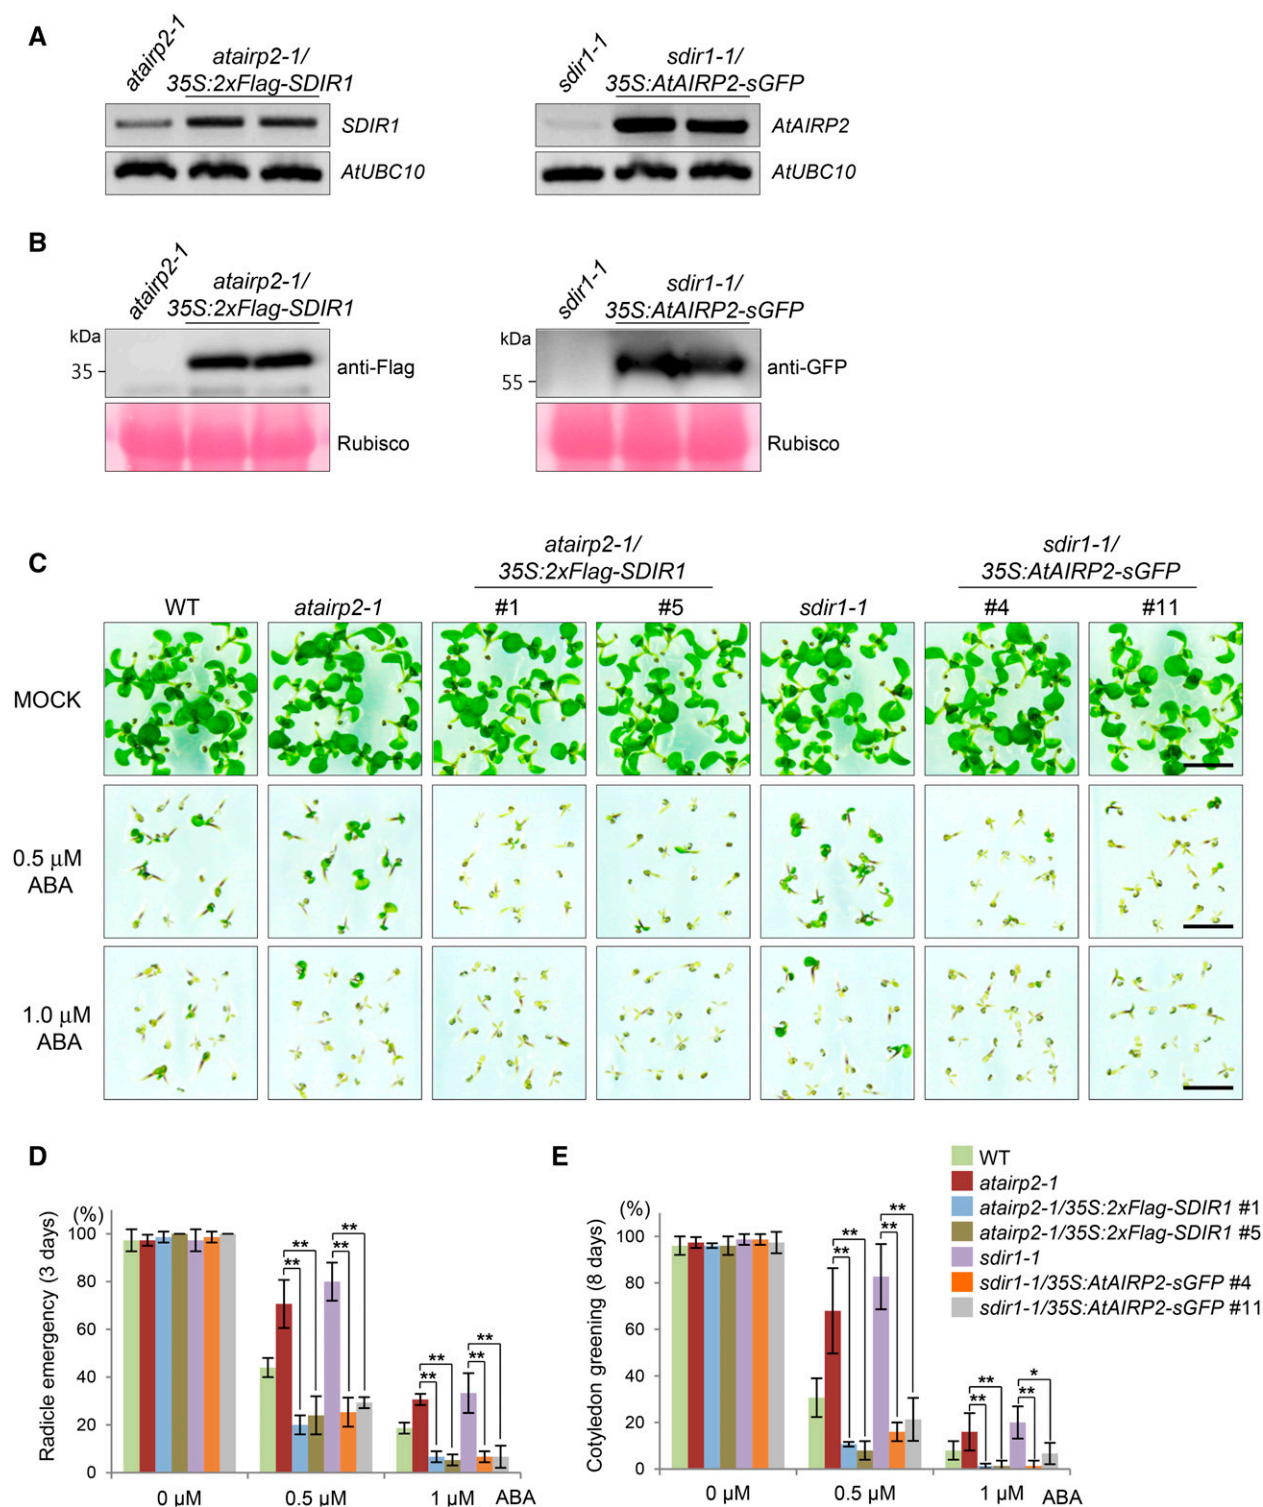 A
atairp2-1
atairp2-1/
35S:2xFlag-SDIR1
SDIR1
AtUBC10
sdir1-1
sdir1-1/
35S:AtAIRP2-sGFP
AtAIRP2
AtUBC10
B
atairp2-1
atairp2-1/
35S:2xFlag-SDIR1
kDa
35
anti-Flag
Rubisco
sdir1-1
sdir1-1/
35S:AtAIRP2-sGFP
kDa
55
anti-GFP
Rubisco
C
atairp2-1/
35S:2xFlag-SDIR1
sdir1-1/
35S:AtAIRP2-sGFP
WT atairp2-1 #1 #5 sdir1-1 #4 #11
MOCK
0.5 µM
ABA
1.0 µM
ABA
D
(%)
Radicle emergency (3 days)
100
80
60
40
20
0
** ** ** **
** ** ** **
0 µM 0.5 µM 1 µM ABA
E
(%)
Cotyledon greening (8 days)
100
80
60
40
20
0
** ** ** **
** ** * **
0 µM 0.5 µM 1 µM ABA
WT
atairp2-1
atairp2-1/35S:2xFlag-SDIR1 #1
atairp2-1/35S:2xFlag-SDIR1 #5
sdir1-1
sdir1-1/35S:AtAIRP2-sGFP #4
sdir1-1/35S:AtAIRP2-sGFP #11